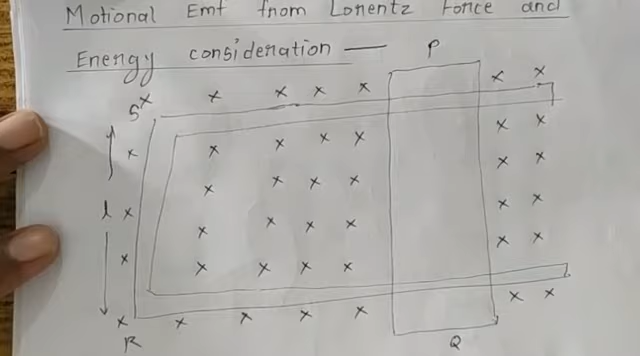 Motional Emf from Lorentz Force and
Energy consideration —
P
S
l
R
Q